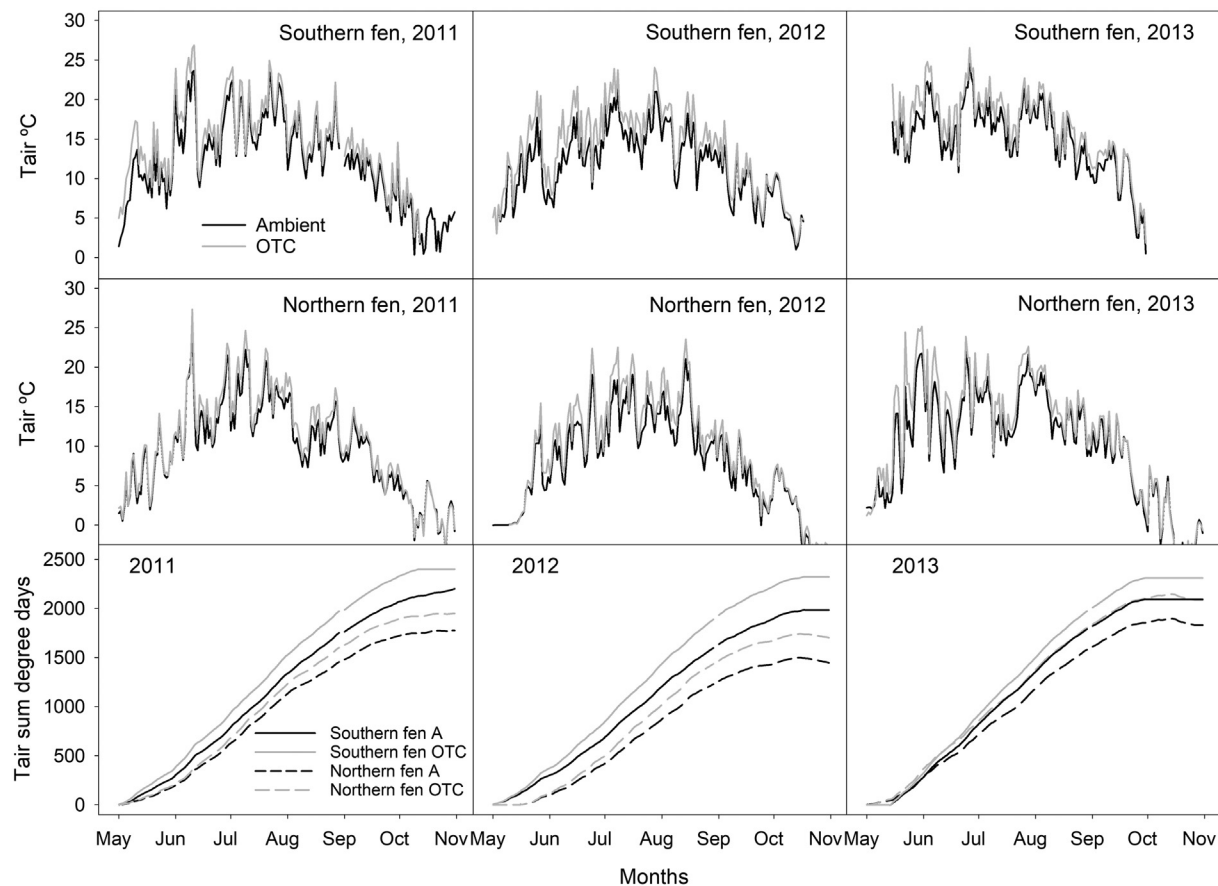 30
25
20
15
10
5
0
Tair ºC
Southern fen, 2011
Ambient
OTC
Southern fen, 2012
Southern fen, 2013
30
25
20
15
10
5
0
Tair ºC
Northern fen, 2011
Northern fen, 2012
Northern fen, 2013
2500
2000
1500
1000
500
0
Tair sum degree days
2011
Southern fen A
Southern fen OTC
Northern fen A
Northern fen OTC
2012
2013
May Jun Jul Aug Sep Oct Nov May Jun Jul Aug Sep Oct Nov May Jun Jul Aug Sep Oct Nov
Months